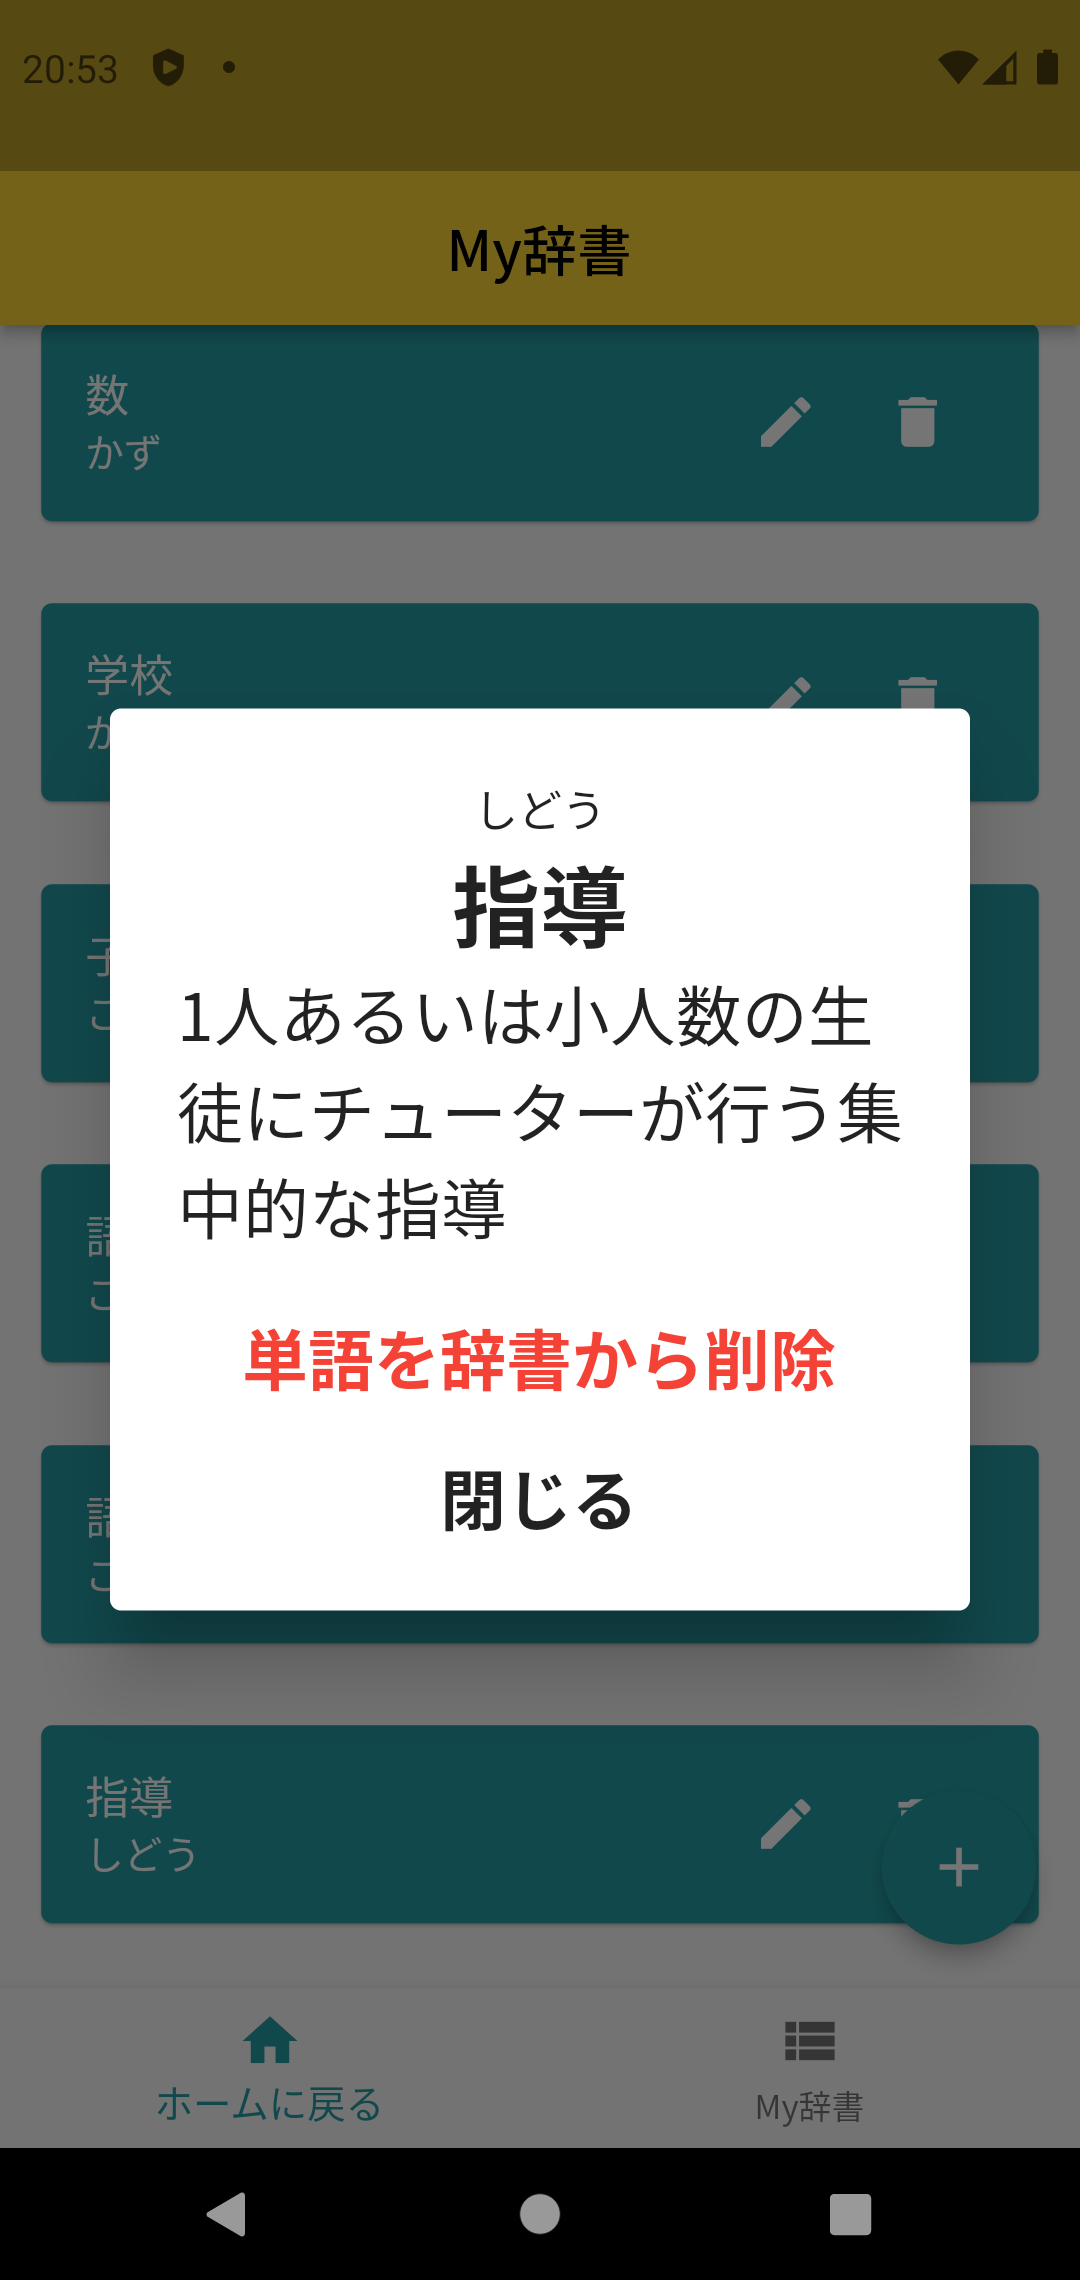 20:53
My辞書
数
かず
学校
しどう
指導
1人あるいは小人数の生
徒にチューターが行う集
中的な指導
単語を辞書から削除
閉じる
指導
しどう
ホームに戻る
My辞書